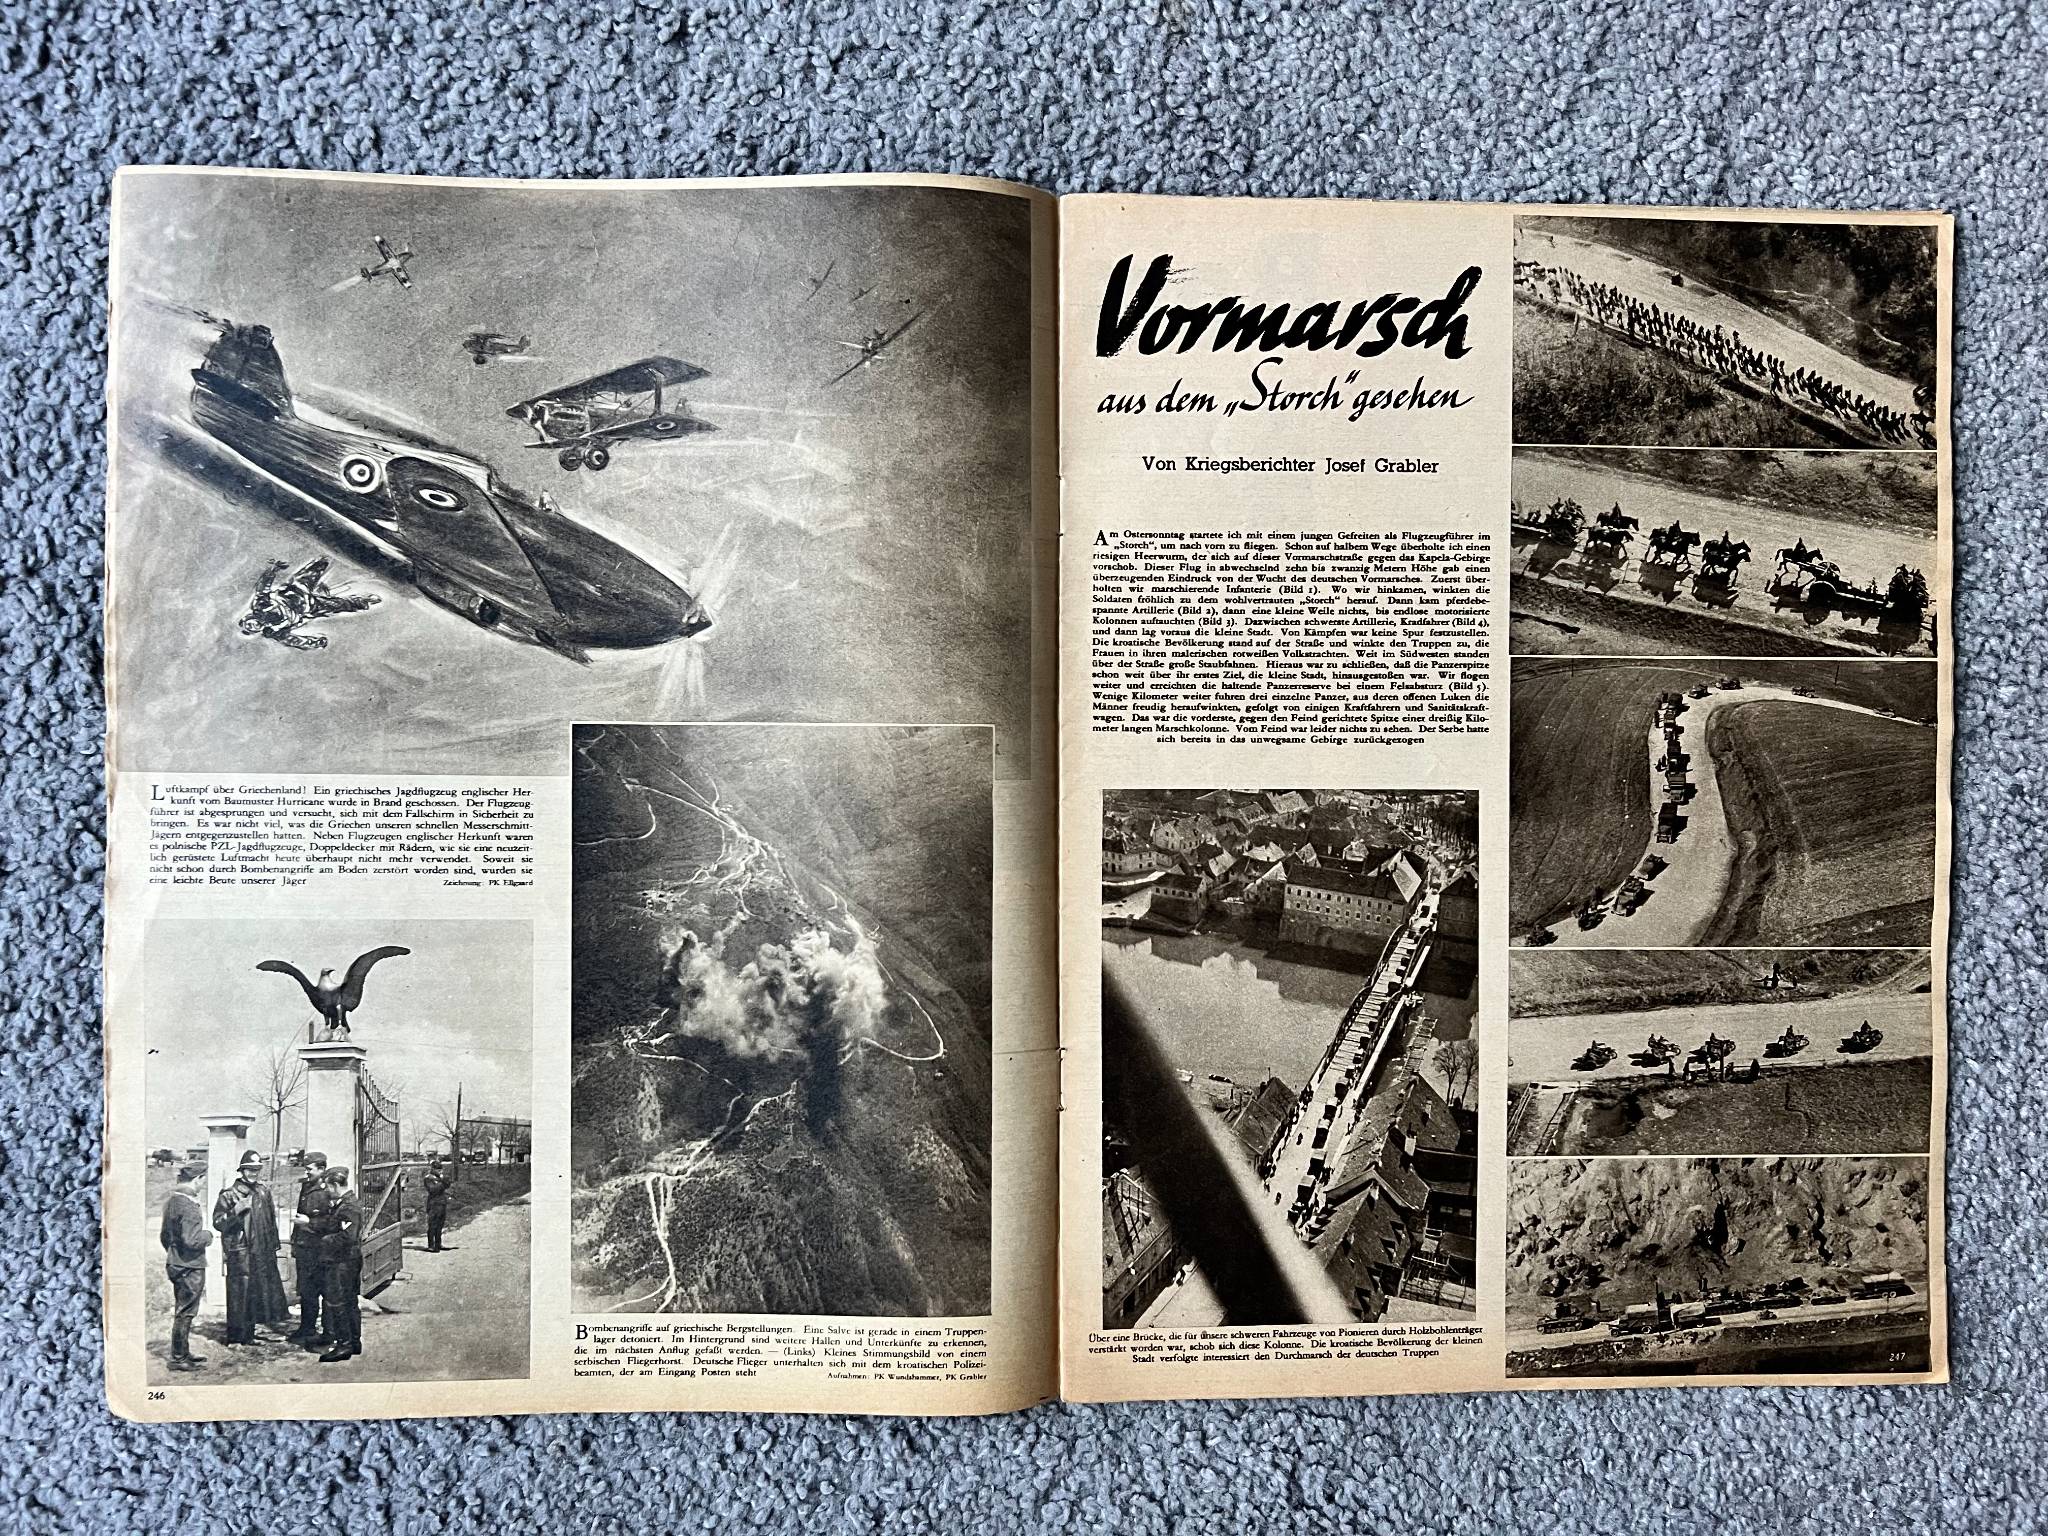 Luftkampf über Griechenland! Ein griechisches Jagdflugzeug englischer Her-
kunft vom Baumuster Hurricane wurde in Brand geschossen. Der Flugzeug-
führer ist abgesprungen und versucht, sich mit dem Fallschirm in Sicherheit zu
bringen. Es war nicht viel, was die Griechen unseren schnellen Messerschmitt-
Jägern entgegenzustellen hatten. Neben Flugzeugen englischer Herkunft waren
es polnische PZL-Jagdflugzeuge, Doppeldecker mit Rädern, wie sie eine neuzeit-
lich gerüstete Luftmacht heute überhaupt nicht mehr verwendet. Soweit sie
nicht schon durch Bombenangriffe am Boden zerstört worden sind, wurden sie
eine leichte Beute unserer Jäger
Zeichnung: PK Ellgaard
Bombenangriffe auf griechische Bergstellungen. Eine Salve ist gerade in einem Truppen-
lager detoniert. Im Hintergrund sind weitere Hallen und Unterkünfte zu erkennen,
die im nächsten Anflug gefaßt werden. — (Links) Kleines Stimmungsbild von einem
serbischen Fliegerhorst. Deutsche Flieger unterhalten sich mit dem kroatischen Polizei-
beamten, der am Eingang Posten steht
Aufnahmen: PK Wundshammer, PK Grabler
246
Vormarsch
aus dem „Storch“ gesehen
Von Kriegsberichter Josef Grabler
Am Ostersonntag startete ich mit einem jungen Gefreiten als Flugzeugführer im
„Storch“, um nach vorn zu fliegen. Schon auf halbem Wege überholte ich einen
riesigen Heerwurm, der sich auf dieser Vormarschstraße gegen das Kapela-Gebirge
vorschob. Dieser Flug in abwechselnd zehn bis zwanzig Metern Höhe gab einen
überzeugenden Eindruck von der Wucht des deutschen Vormarsches. Zuerst über-
holten wir marschierende Infanterie (Bild 1). Wo wir hinkamen, winkten die
Soldaten fröhlich zu dem wohlvertrauten „Storch“ herauf. Dann kam pferdebe-
spannte Artillerie (Bild 2), dann eine kleine Weile nichts, bis endlose motorisierte
Kolonnen auftauchten (Bild 3). Dazwischen schwerste Artillerie, Kradfahrer (Bild 4),
und dann lag voraus die kleine Stadt. Von Kämpfen war keine Spur festzustellen.
Die kroatische Bevölkerung stand auf der Straße und winkte den Truppen zu, die
Frauen in ihren malerischen rotweißen Volkstrachten. Weit im Südwesten standen
über der Straße große Staubfahnen. Hieraus war zu schließen, daß die Panzerspitze
schon weit über ihr erstes Ziel, die kleine Stadt, hinausgestoßen war. Wir flogen
weiter und erreichten die haltende Panzerreserve bei einem Felsabsturz (Bild 5).
Wenige Kilometer weiter fuhren drei einzelne Panzer, aus deren offenen Luken die
Männer freudig heraufwinkten, gefolgt von einigen Kraftfahrern und Sanitätskraft-
wagen. Das war die vorderste, gegen den Feind gerichtete Spitze einer dreißig Kilo-
meter langen Marschkolonne. Vom Feind war leider nichts zu sehen. Der Serbe hatte
sich bereits in das unwegsame Gebirge zurückgezogen
Über eine Brücke, die für unsere schweren Fahrzeuge von Pionieren durch Holzbohlenträger
verstärkt worden war, schob sich diese Kolonne. Die kroatische Bevölkerung der kleinen
Stadt verfolgte interessiert den Durchmarsch der deutschen Truppen
247